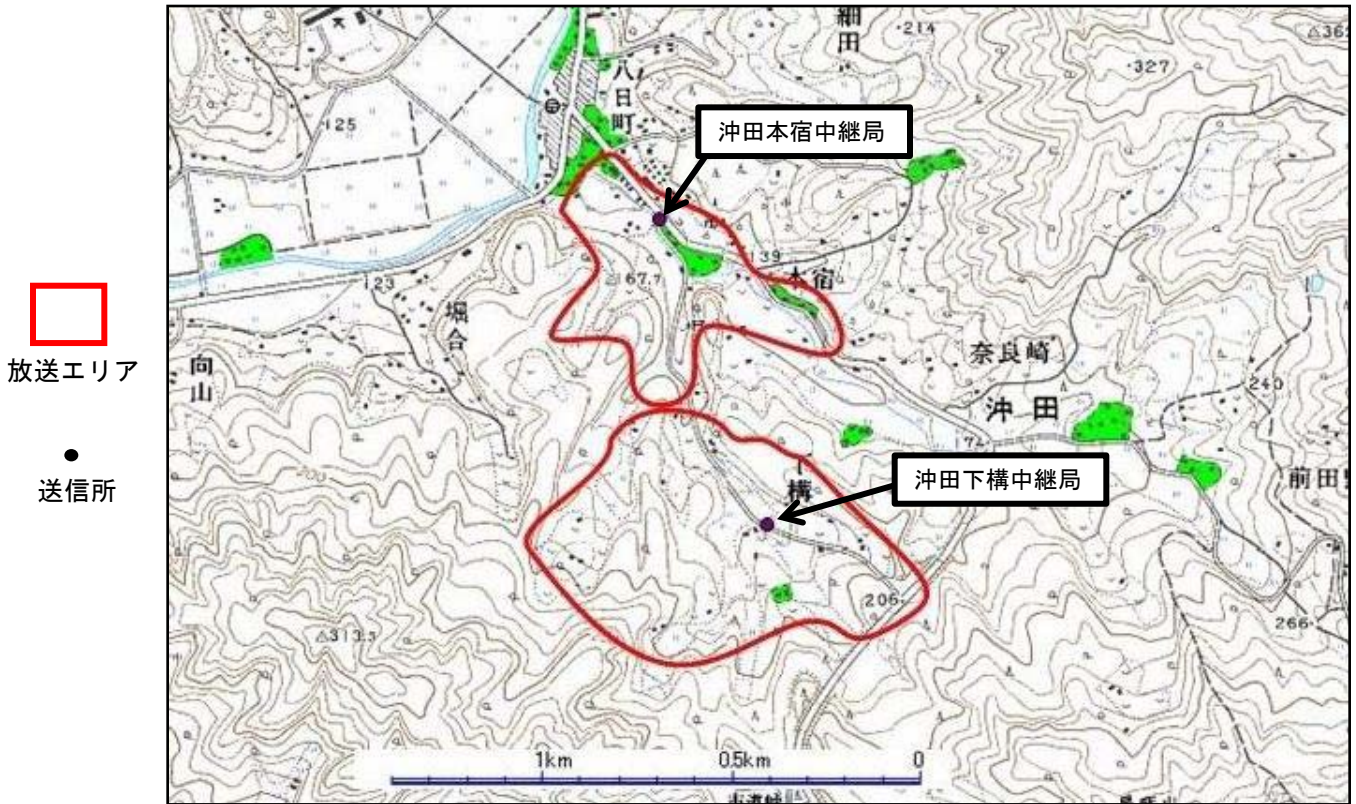 細田
・214
・327
八日町
沖田本宿中継局
・125
139
本宿
167.7
123
堀合
放送エリア
向山
奈良崎
沖田
240
74
送信所
構
沖田下構中継局
前田
206
266
313.5
1km
0.5km
0